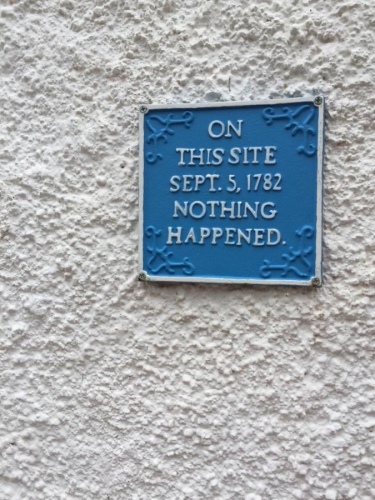 ON
THIS SITE
SEPT. 5, 1782
NOTHING
HAPPENED.